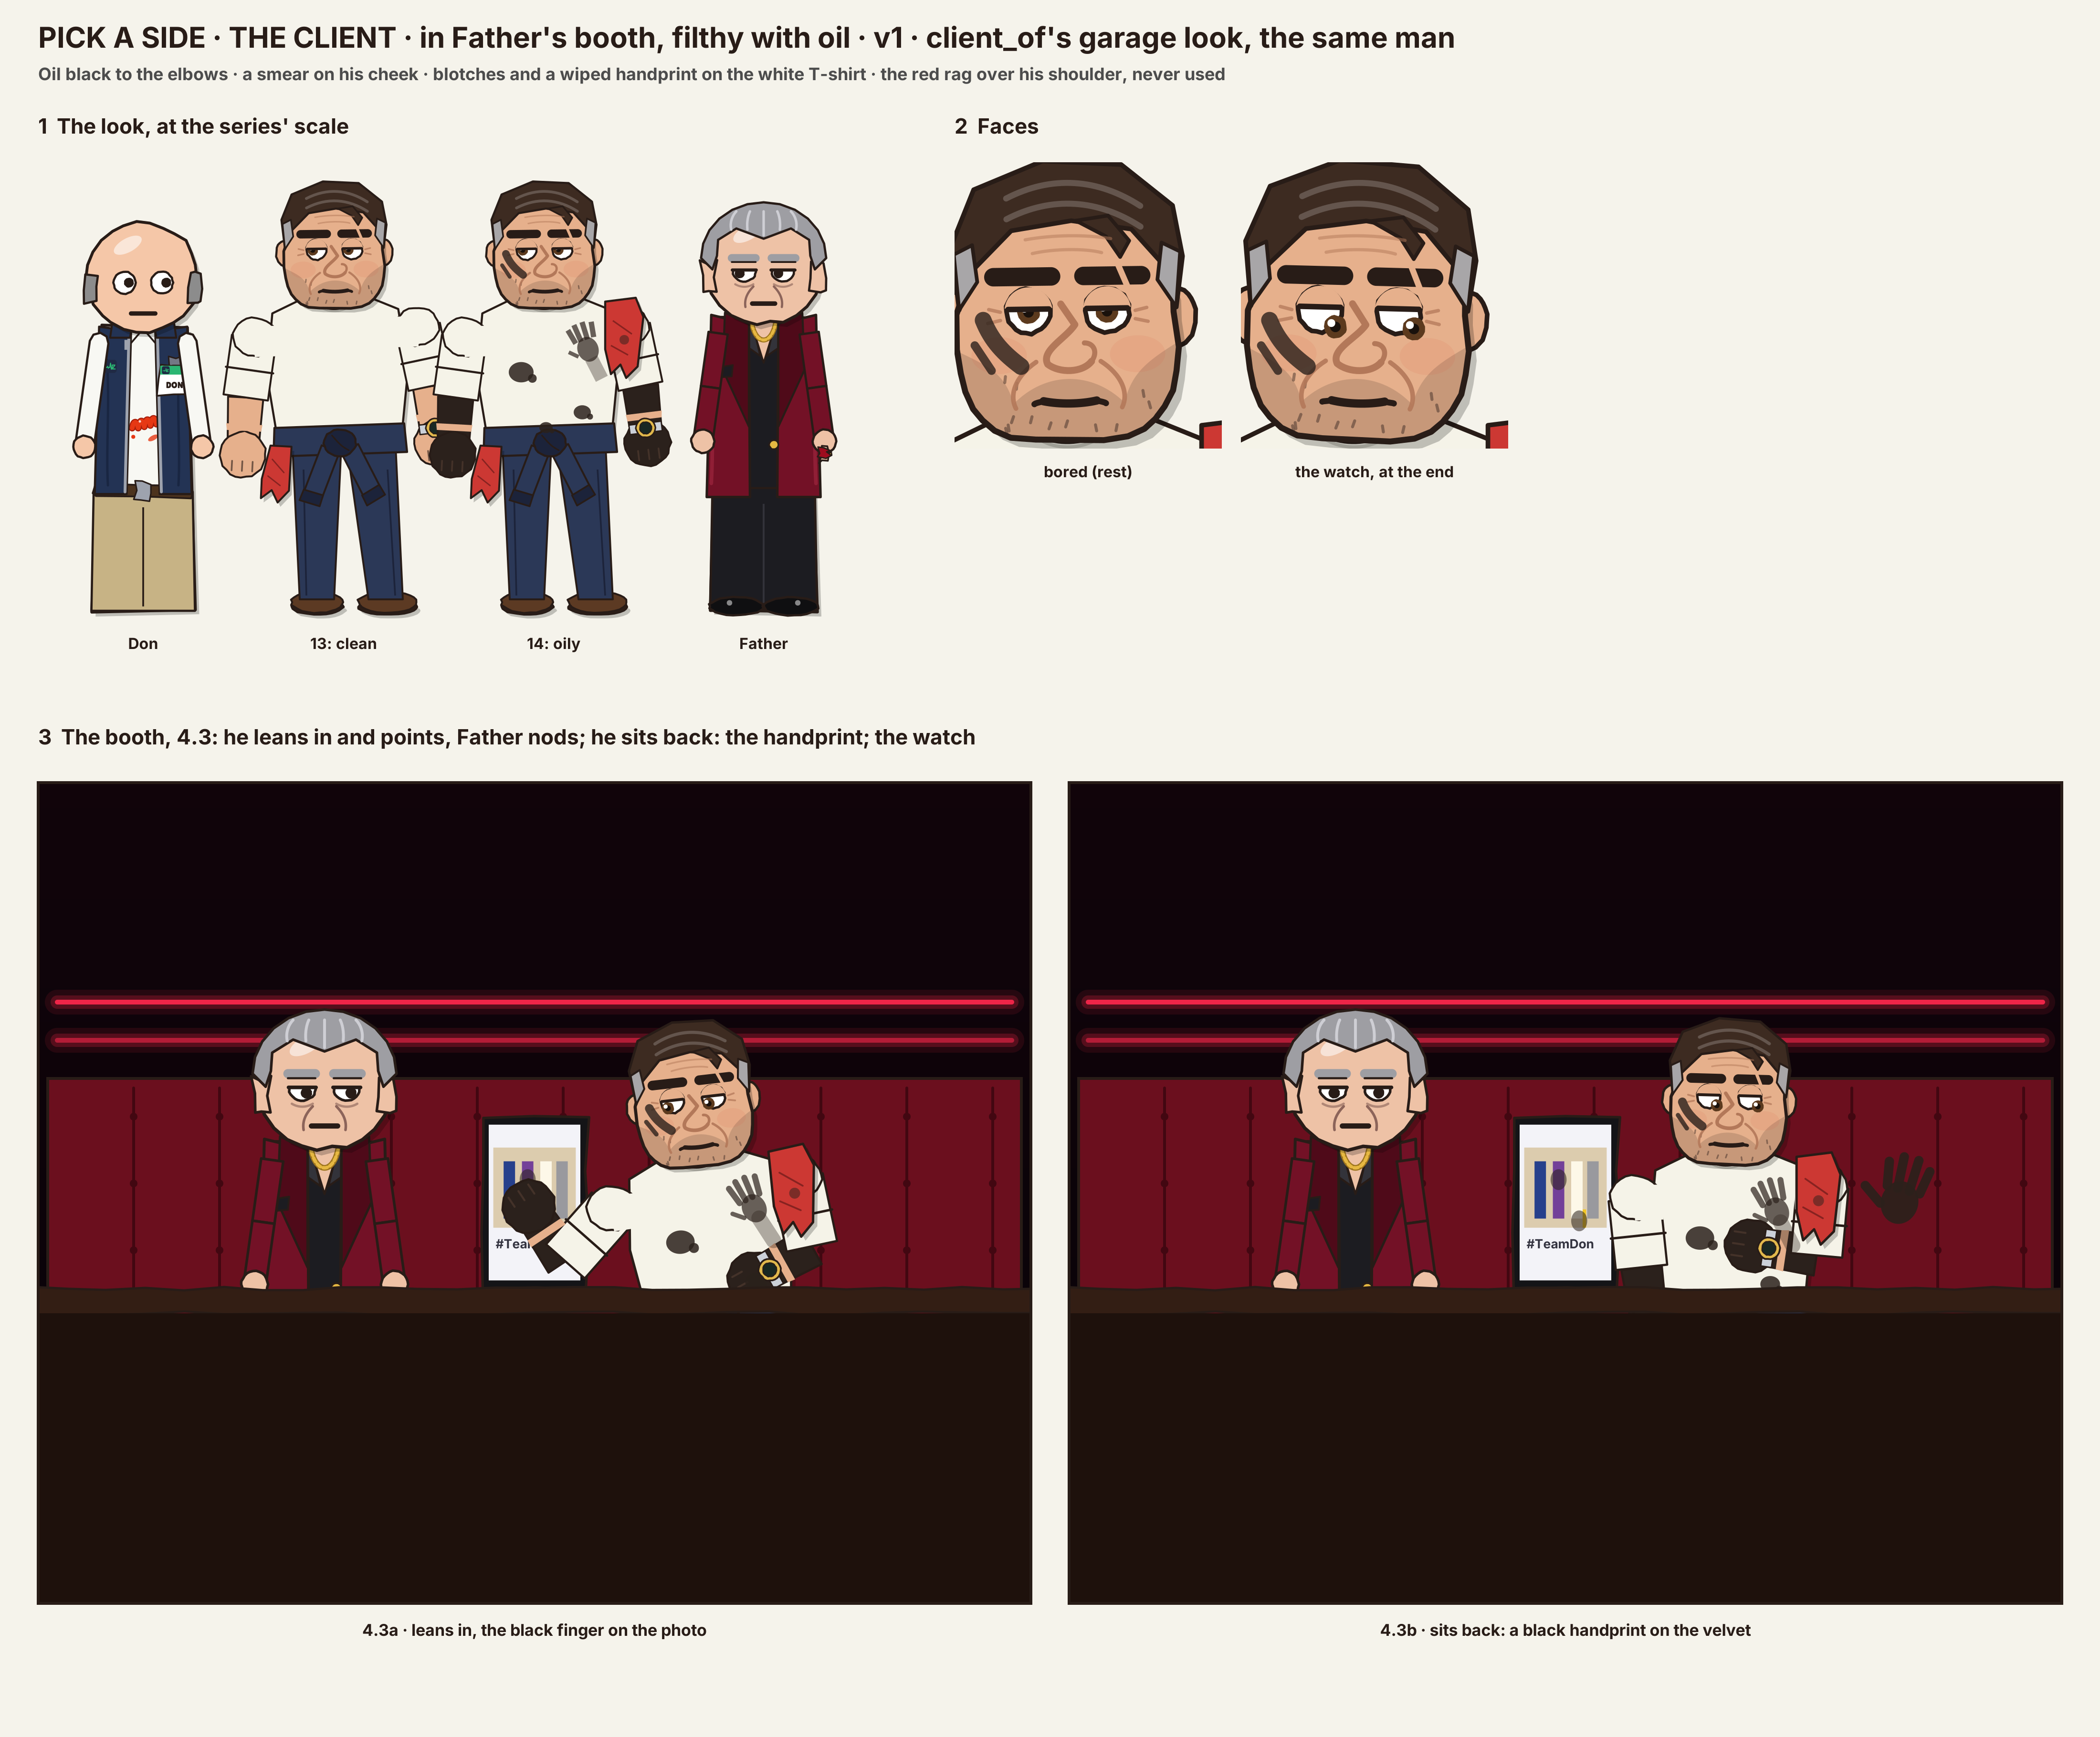 PICK A SIDE · THE CLIENT · in Father's booth, filthy with oil · v1 · client_of's garage look, the same man
Oil black to the elbows · a smear on his cheek · blotches and a wiped handprint on the white T-shirt · the red rag over his shoulder, never used
1 The look, at the series' scale
2 Faces
DON
bored (rest)
the watch, at the end
Don
13: clean
14: oily
Father
3 The booth, 4.3: he leans in and points, Father nods; he sits back: the handprint; the watch
#Tea
#TeamDon
4.3a · leans in, the black finger on the photo
4.3b · sits back: a black handprint on the velvet